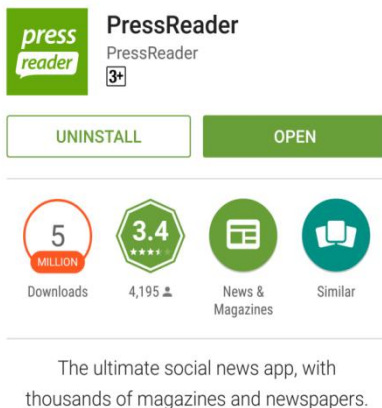 press
reader
PressReader
PressReader
3+
UNINSTALL
OPEN
5
MILLION
Downloads
3.4
4,195
News &
Magazines
Similar
The ultimate social news app, with
thousands of magazines and newspapers.